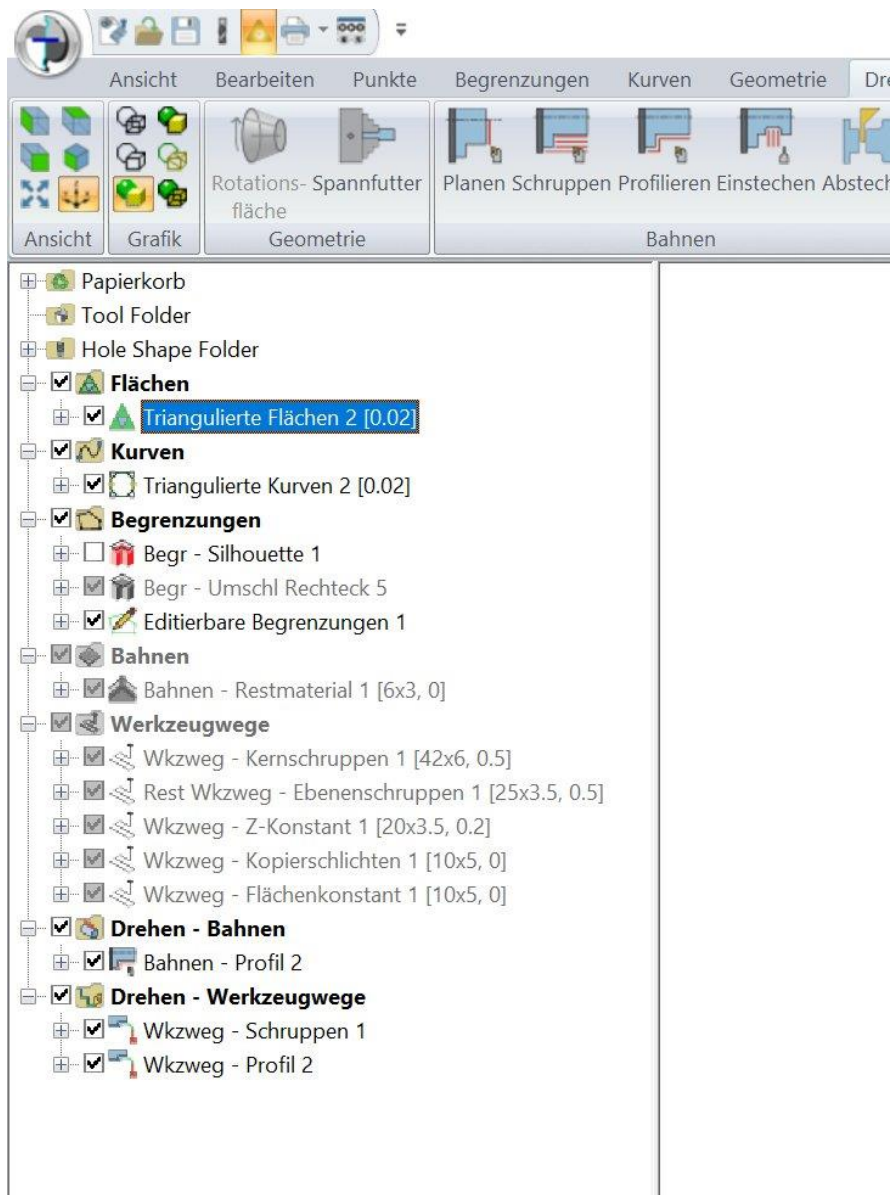 Ansicht Bearbeiten Punkte Begrenzungen Kurven Geometrie Dre
Rotations-
fläche
Spannfutter
Planen Schruppen Profilieren Einstechen Abstech
Ansicht Grafik Geometrie Bahnen
Papierkorb
Tool Folder
Hole Shape Folder
Flächen
Triangulierte Flächen 2 [0.02]
Kurven
Triangulierte Kurven 2 [0.02]
Begrenzungen
Begr - Silhouette 1
Begr - Umschl Rechteck 5
Editierbare Begrenzungen 1
Bahnen
Bahnen - Restmaterial 1 [6x3, 0]
Werkzeugwege
Wkzweg - Kernschruppen 1 [42x6, 0.5]
Rest Wkzweg - Ebenenschruppen 1 [25x3.5, 0.5]
Wkzweg - Z-Konstant 1 [20x3.5, 0.2]
Wkzweg - Kopierschlichten 1 [10x5, 0]
Wkzweg - Flächenkonstant 1 [10x5, 0]
Drehen - Bahnen
Bahnen - Profil 2
Drehen - Werkzeugwege
Wkzweg - Schruppen 1
Wkzweg - Profil 2